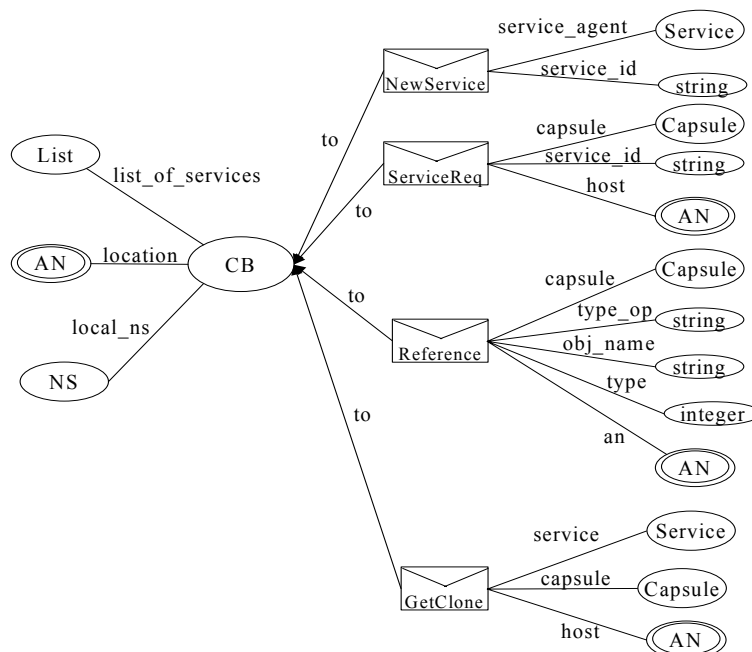 service_agent
Service
NewService
service_id
string
to
capsule
Capsule
List
list_of_services
ServiceReq
service_id
string
to
host
AN
AN
location
CB
capsule
Capsule
to
type_op
string
local_ns
Reference
obj_name
string
NS
type
integer
to
an
AN
service
Service
capsule
Capsule
GetClone
host
AN